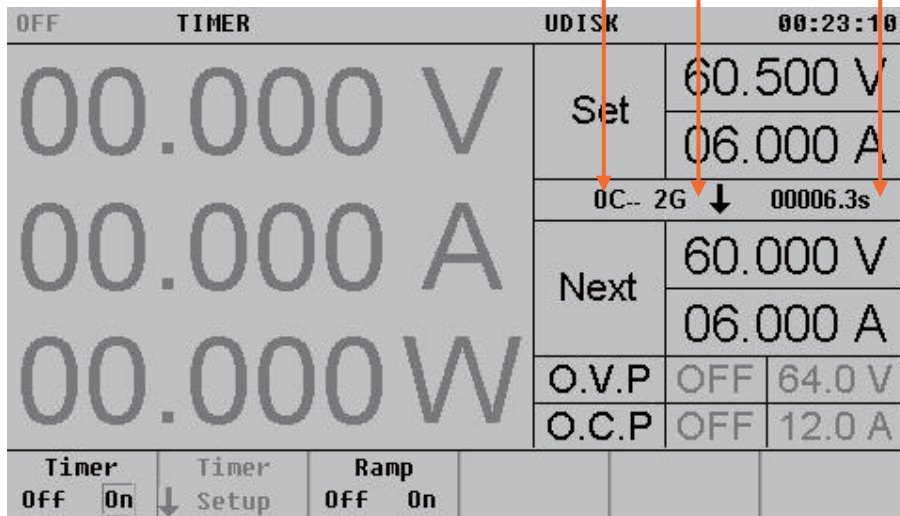 OFF TIMER UDISK 00:23:10
00.000 V
00.000 A
00.000 W
Set
60.500 V
06.000 A
0C-- 2G ↓ 00006.3s
Next
60.000 V
06.000 A
O.V.P OFF 64.0 V
O.C.P OFF 12.0 A
Timer
Off On
Timer
↓ Setup
Ramp
Off On